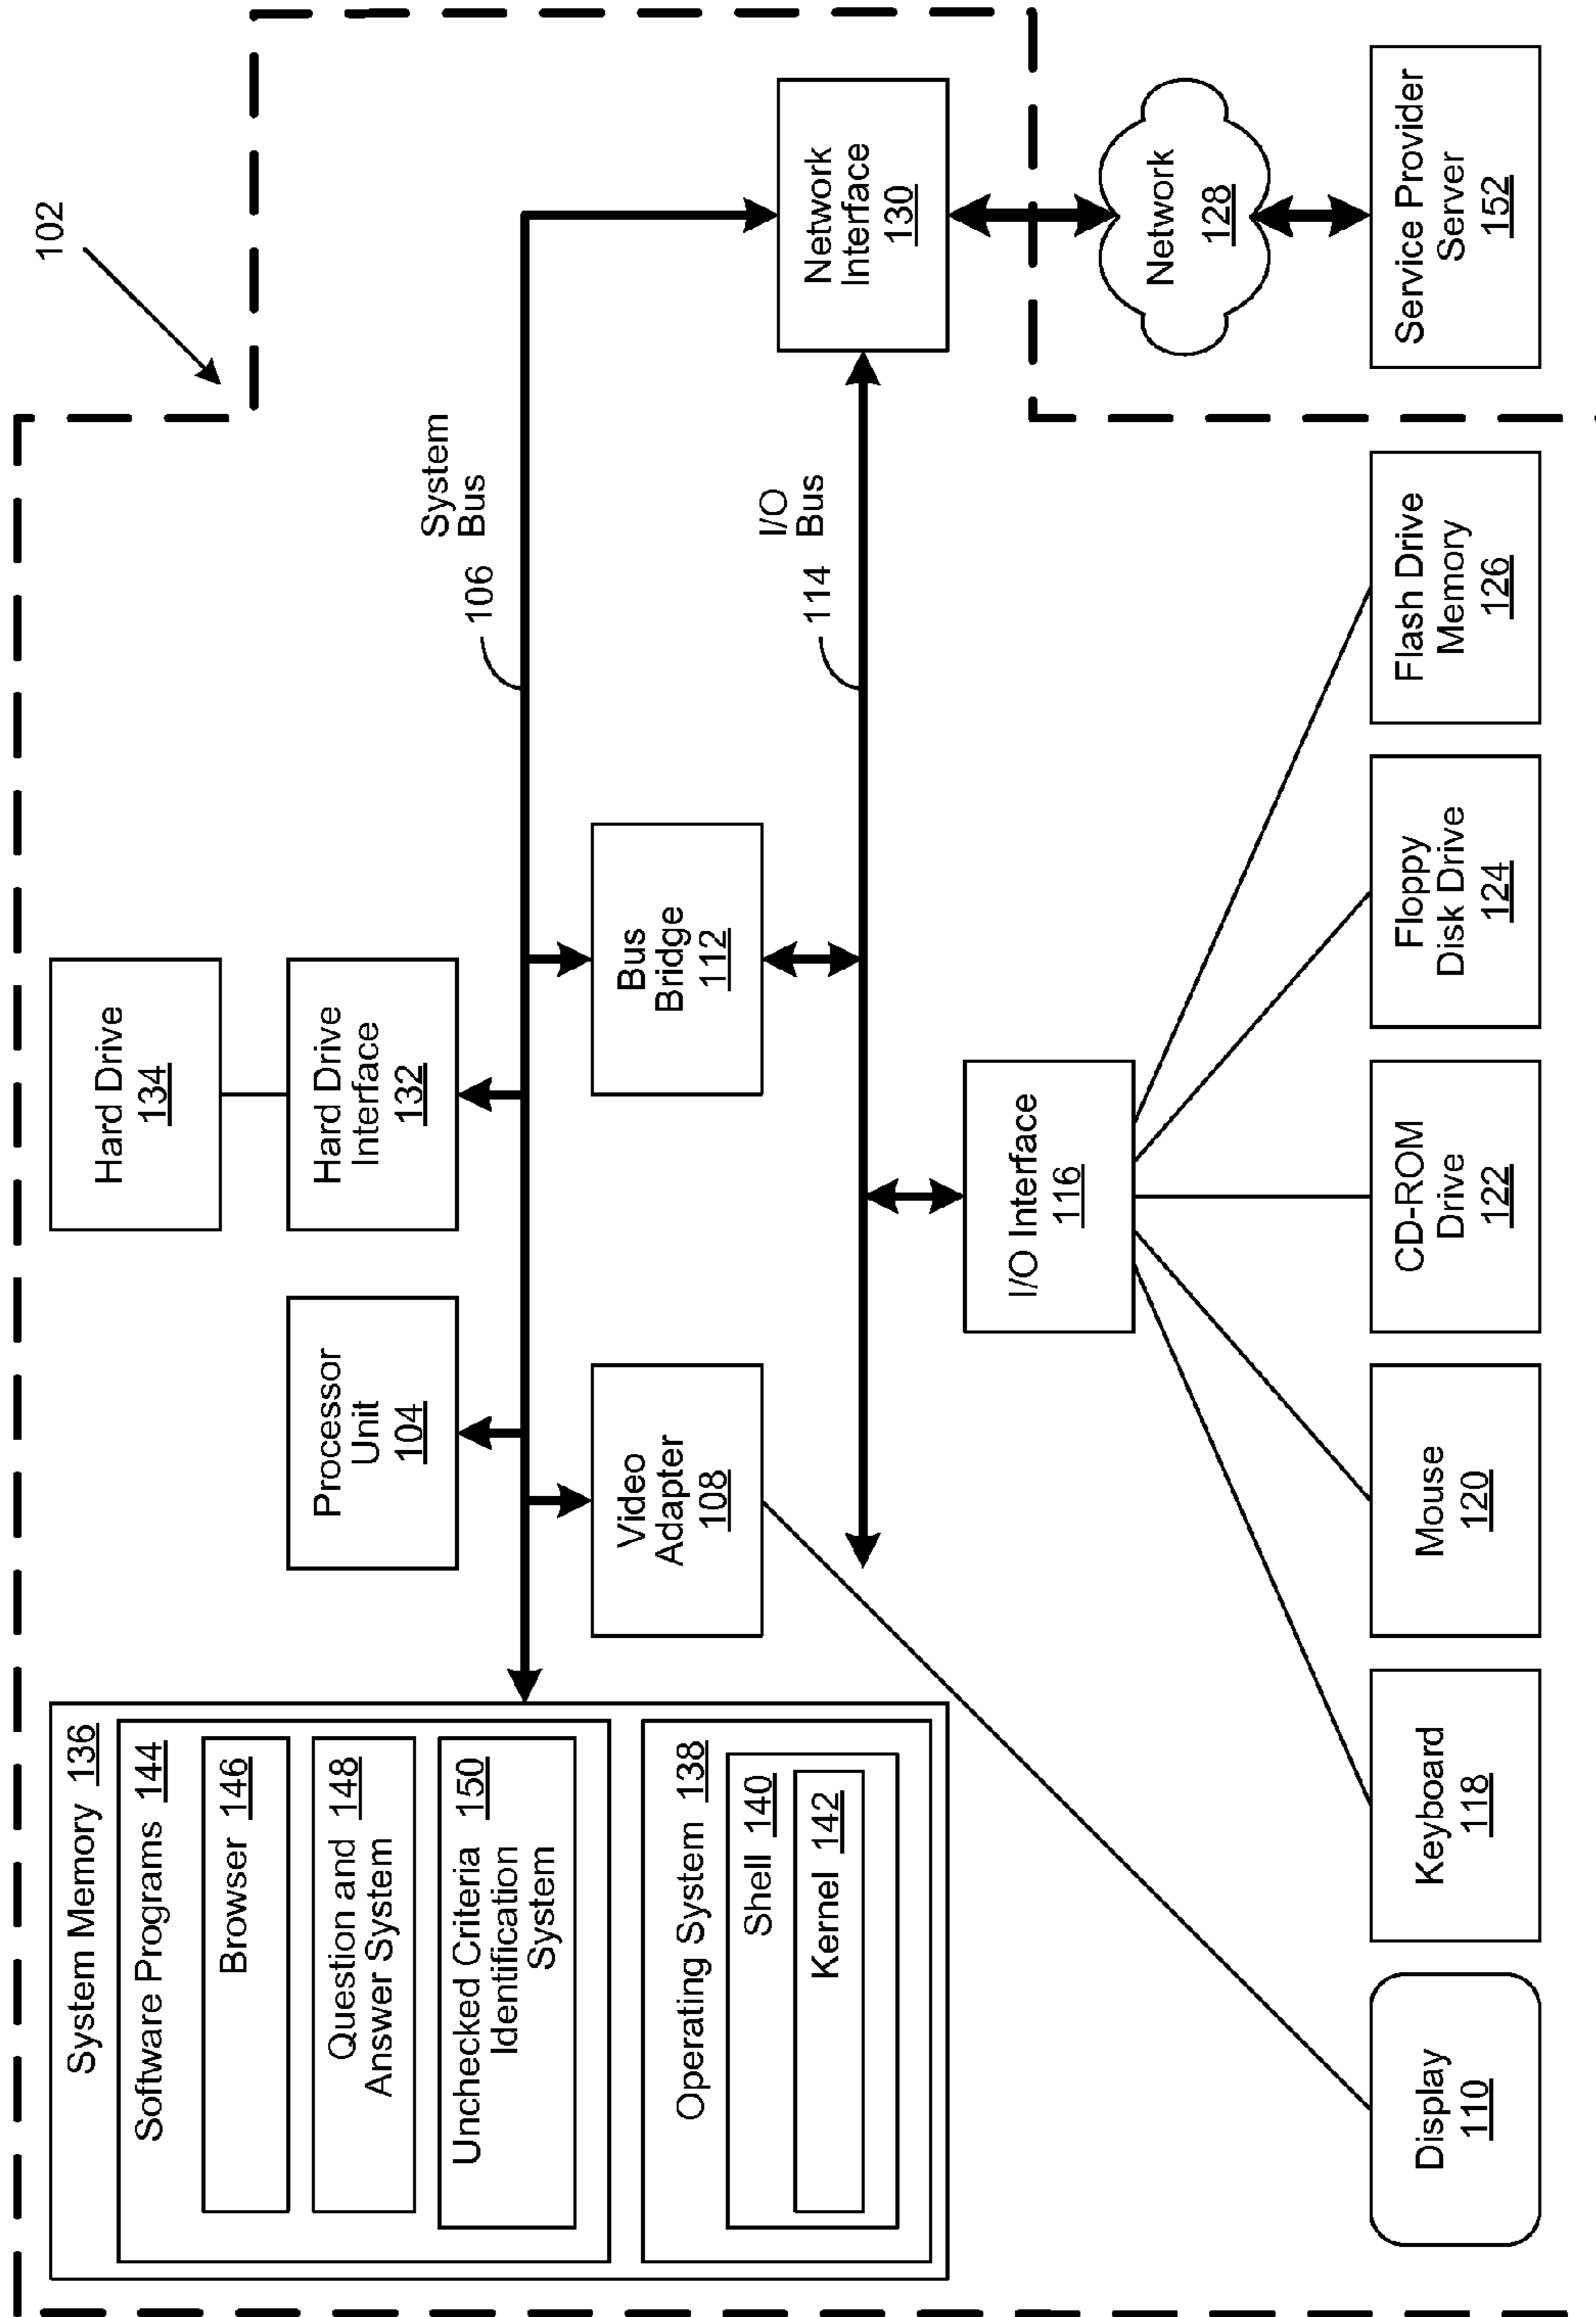 102
System Memory 136
Software Programs 144
Browser 146
Question and 148
Answer System
Unchecked Criteria 150
Identification
System
Operating System 138
Shell 140
Kernel 142
Processor
Unit
104
Hard Drive
134
Hard Drive
Interface
132
System
Bus
106
Video
Adapter
108
Bus
Bridge
112
I/O
Bus
114
Network
Interface
130
I/O Interface
116
Network
128
Display
110
Keyboard
118
Mouse
120
CD-ROM
Drive
122
Floppy
Disk Drive
124
Flash Drive
Memory
126
Service Provider
Server
152